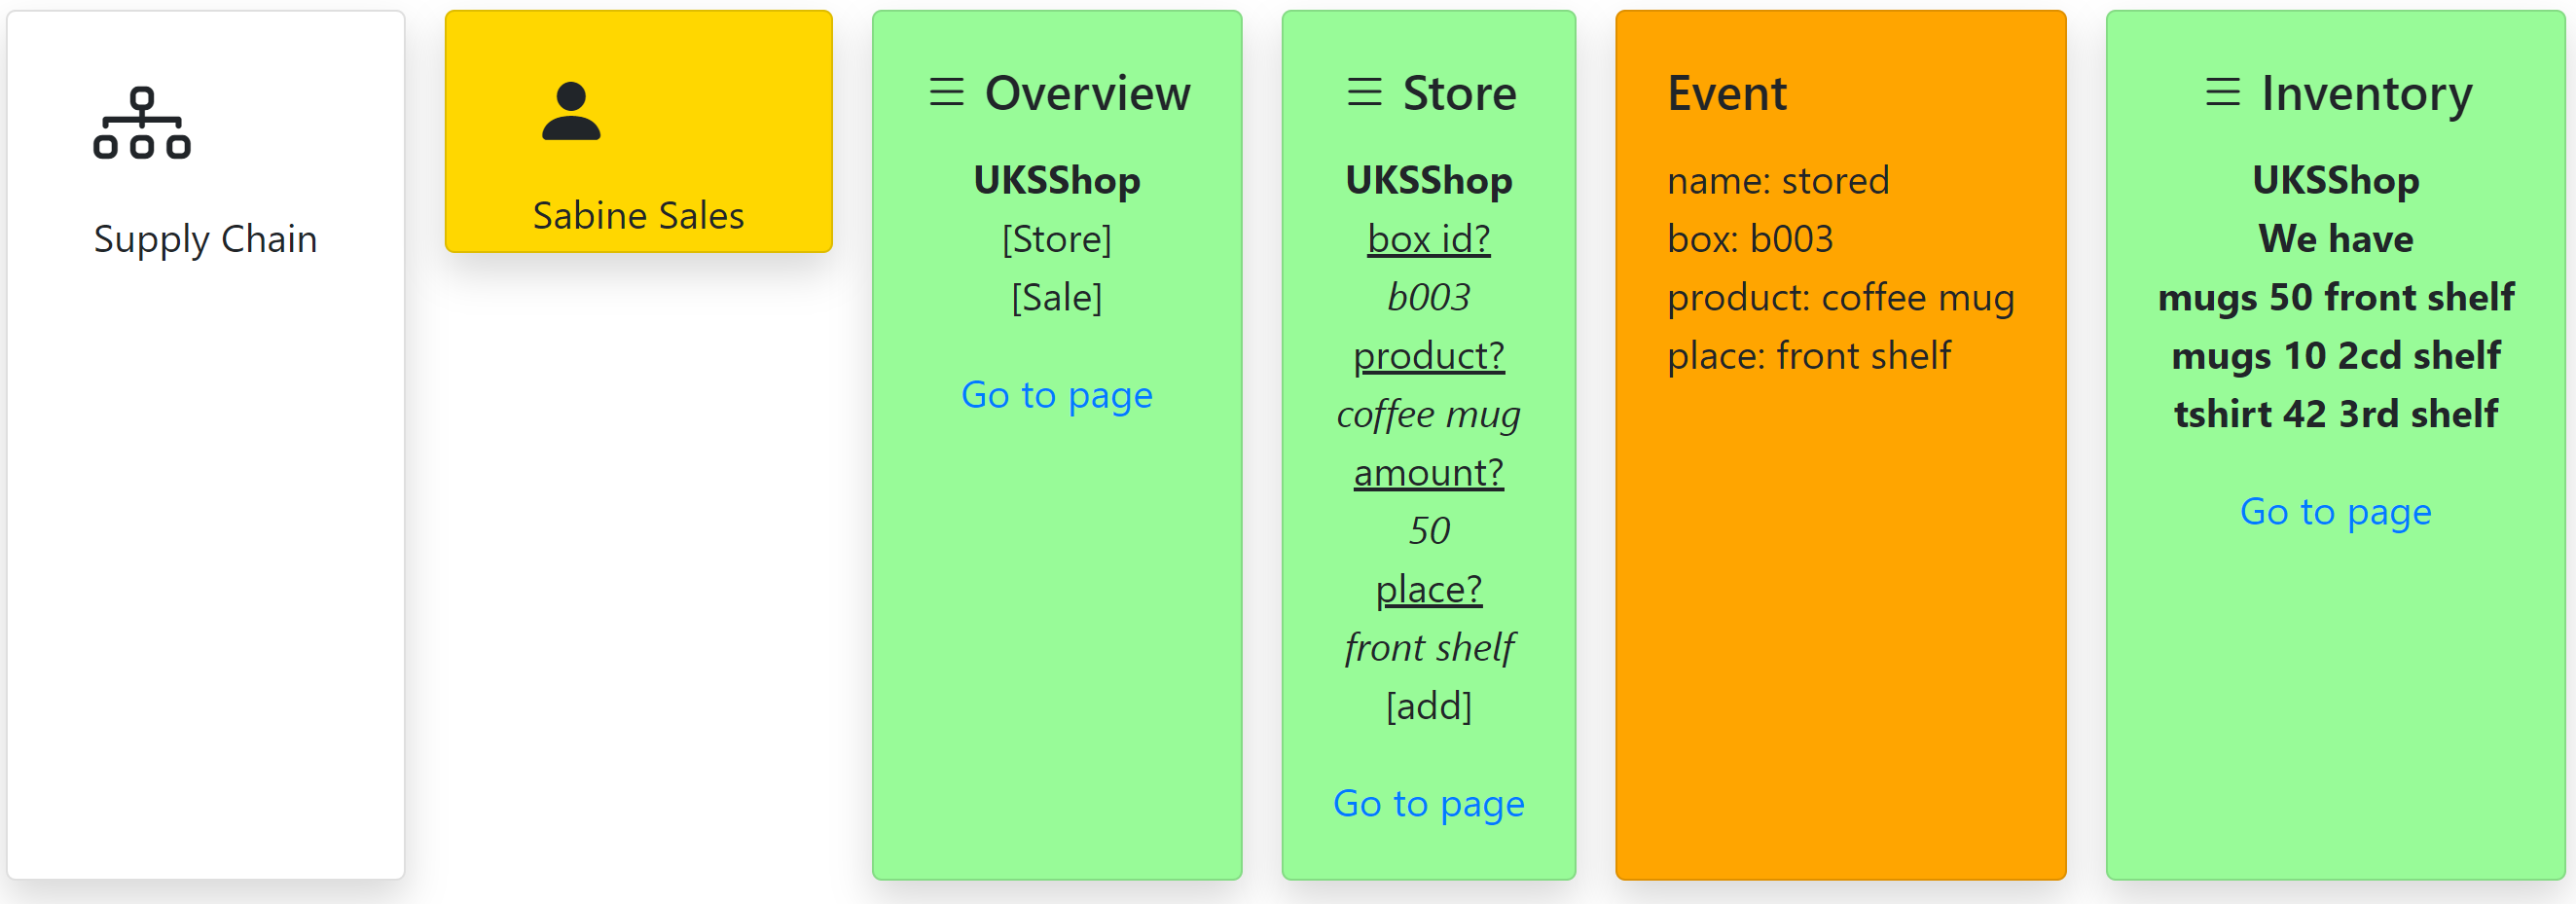 Supply Chain
Sabine Sales
Overview
UKSShop
[Store]
[Sale]
Go to page
Store
UKSShop
box id?
b003
product?
coffee mug
amount?
50
place?
front shelf
[add]
Go to page
Event
name: stored
box: b003
product: coffee mug
place: front shelf
Inventory
UKSShop
We have
mugs 50 front shelf
mugs 10 2cd shelf
tshirt 42 3rd shelf
Go to page